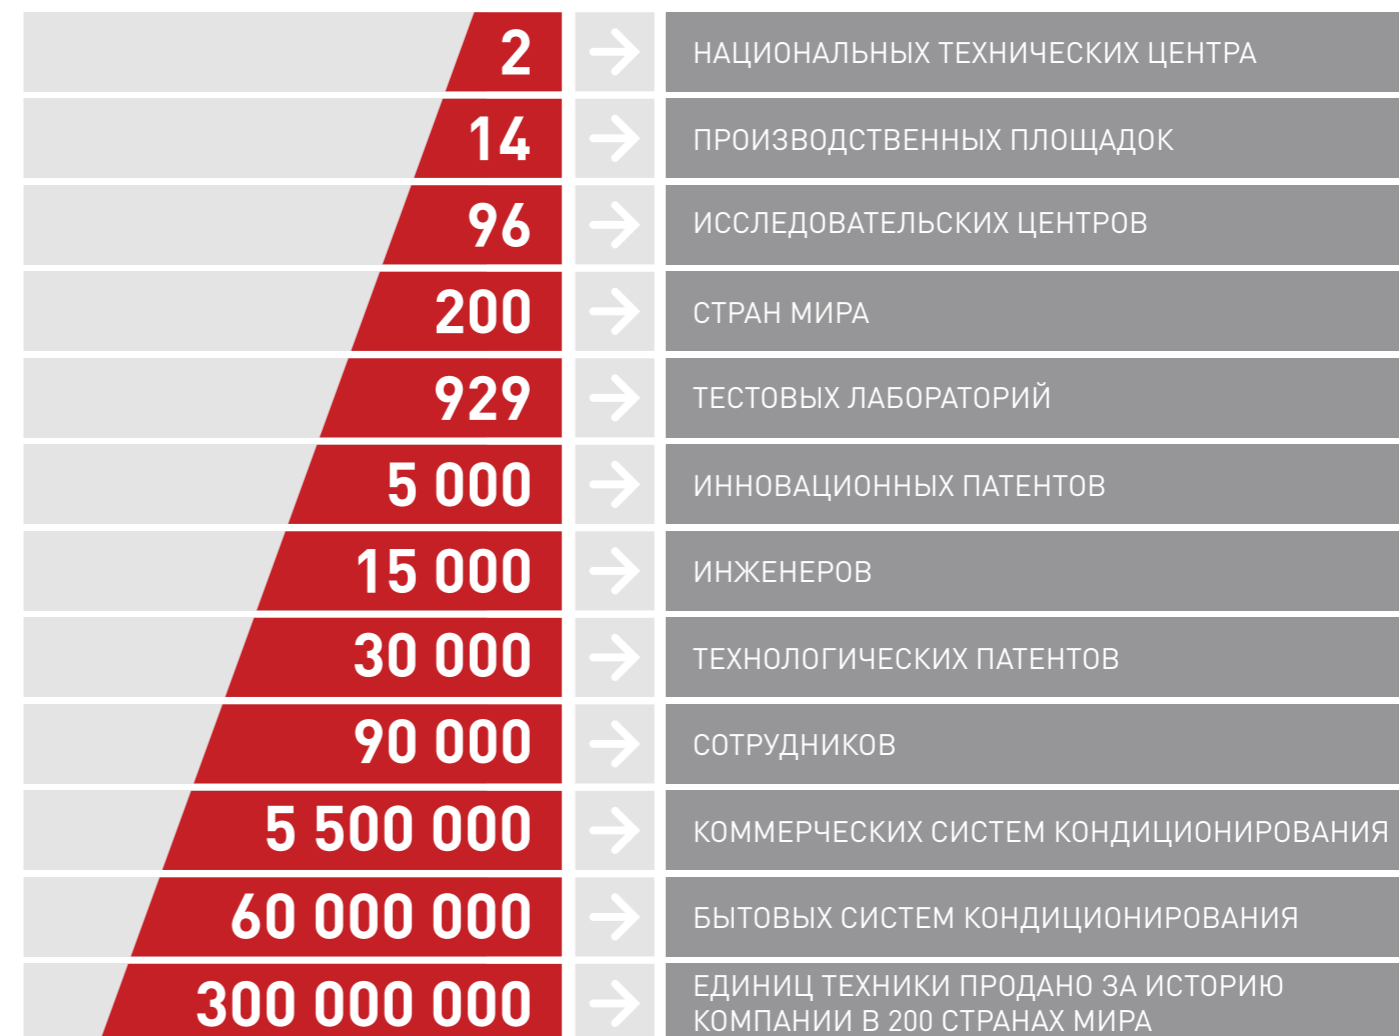 2 НАЦИОНАЛЬНЫХ ТЕХНИЧЕСКИХ ЦЕНТРА
14 ПРОИЗВОДСТВЕННЫХ ПЛОЩАДОК
96 ИССЛЕДОВАТЕЛЬСКИХ ЦЕНТРОВ
200 СТРАН МИРА
929 ТЕСТОВЫХ ЛАБОРАТОРИЙ
5 000 ИННОВАЦИОННЫХ ПАТЕНТОВ
15 000 ИНЖЕНЕРОВ
30 000 ТЕХНОЛОГИЧЕСКИХ ПАТЕНТОВ
90 000 СОТРУДНИКОВ
5 500 000 КОММЕРЧЕСКИХ СИСТЕМ КОНДИЦИОНИРОВАНИЯ
60 000 000 БЫТОВЫХ СИСТЕМ КОНДИЦИОНИРОВАНИЯ
300 000 000 ЕДИНИЦ ТЕХНИКИ ПРОДАНО ЗА ИСТОРИЮ
КОМПАНИИ В 200 СТРАНАХ МИРА